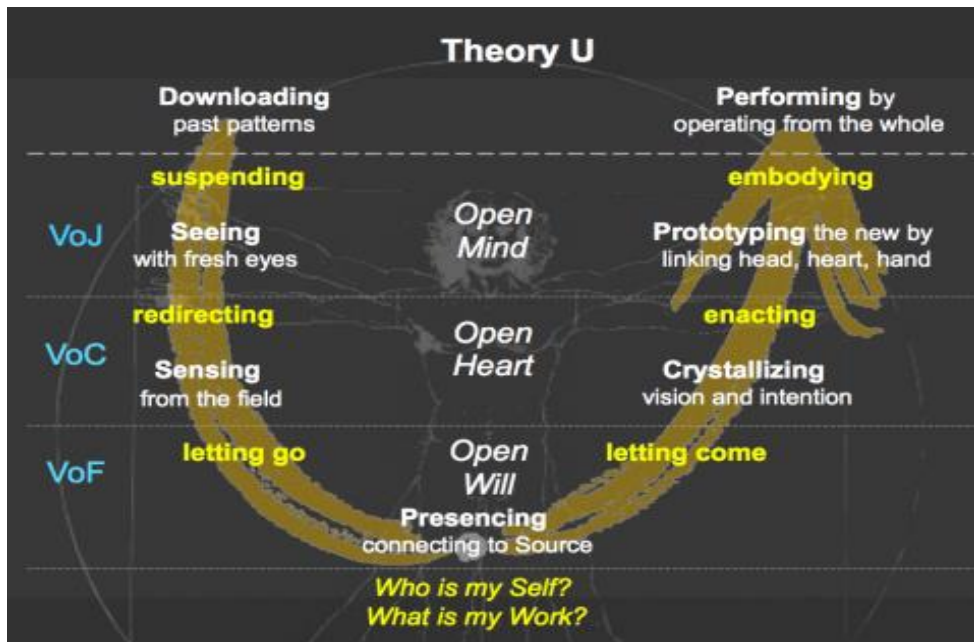 Theory U
Downloading
past patterns
Performing by
operating from the whole
suspending
embodying
VoJ
Seeing
with fresh eyes
Open
Mind
Prototyping the new by
linking head, heart, hand
redirecting
enacting
VoC
Open
Heart
Sensing
from the field
Crystallizing
vision and intention
letting go
letting come
VoF
Open
Will
Presencing
connecting to Source
Who is my Self?
What is my Work?